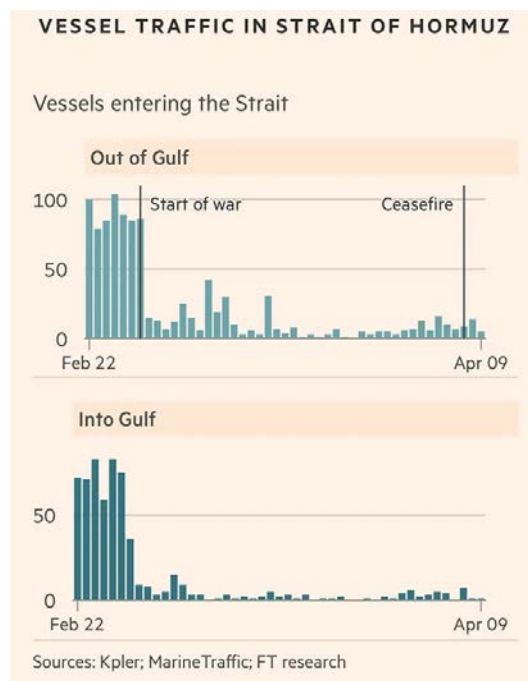 VESSEL TRAFFIC IN STRAIT OF HORMUZ
Vessels entering the Strait
Out of Gulf
100
Start of war
Ceasefire
50
0
Feb 22
Apr 09
Into Gulf
50
0
Feb 22
Apr 09
Sources: Kpler; MarineTraffic; FT research